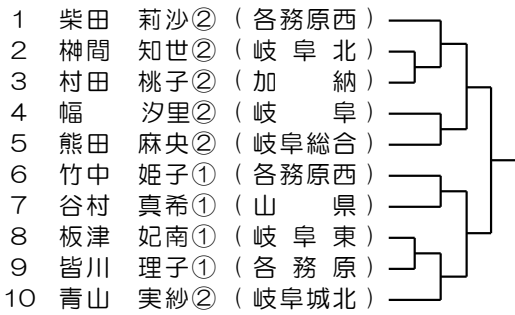 1 柴田 莉沙② (各務原西)
2 榊間 知世② (岐阜北)
3 村田 桃子② (加納)
4 幅 汐里② (岐阜)
5 熊田 麻央② (岐阜総合)
6 竹中 姫子① (各務原西)
7 谷村 真希① (山県)
8 板津 妃南① (岐阜東)
9 皆川 理子① (各務原)
10 青山 実紗② (岐阜城北)